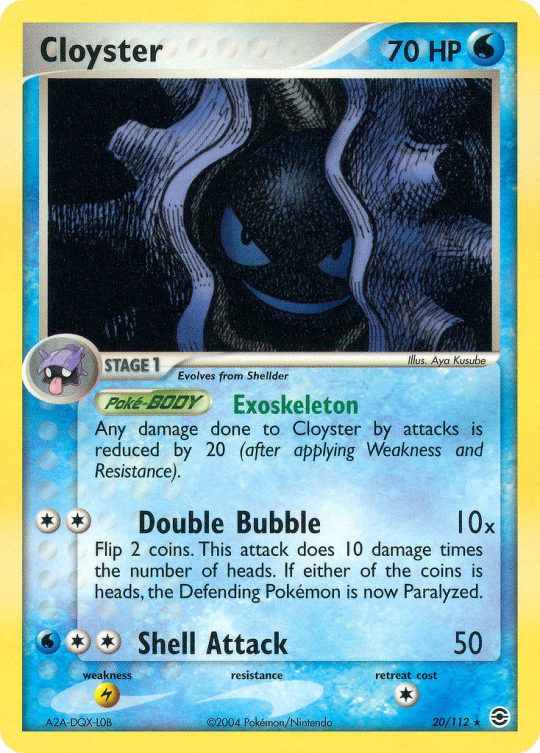 Cloyster 70 HP
Illus. Aya Kusube
STAGE 1
Evolves from Shellder
Poké-BODY Exoskeleton
Any damage done to Cloyster by attacks is
reduced by 20 (after applying Weakness and
Resistance).
Double Bubble 10x
Flip 2 coins. This attack does 10 damage times
the number of heads. If either of the coins is
heads, the Defending Pokémon is now Paralyzed.
Shell Attack 50
weakness resistance retreat cost
A2A-DQX-L0B ©2004 Pokémon/Nintendo 20/112 ★